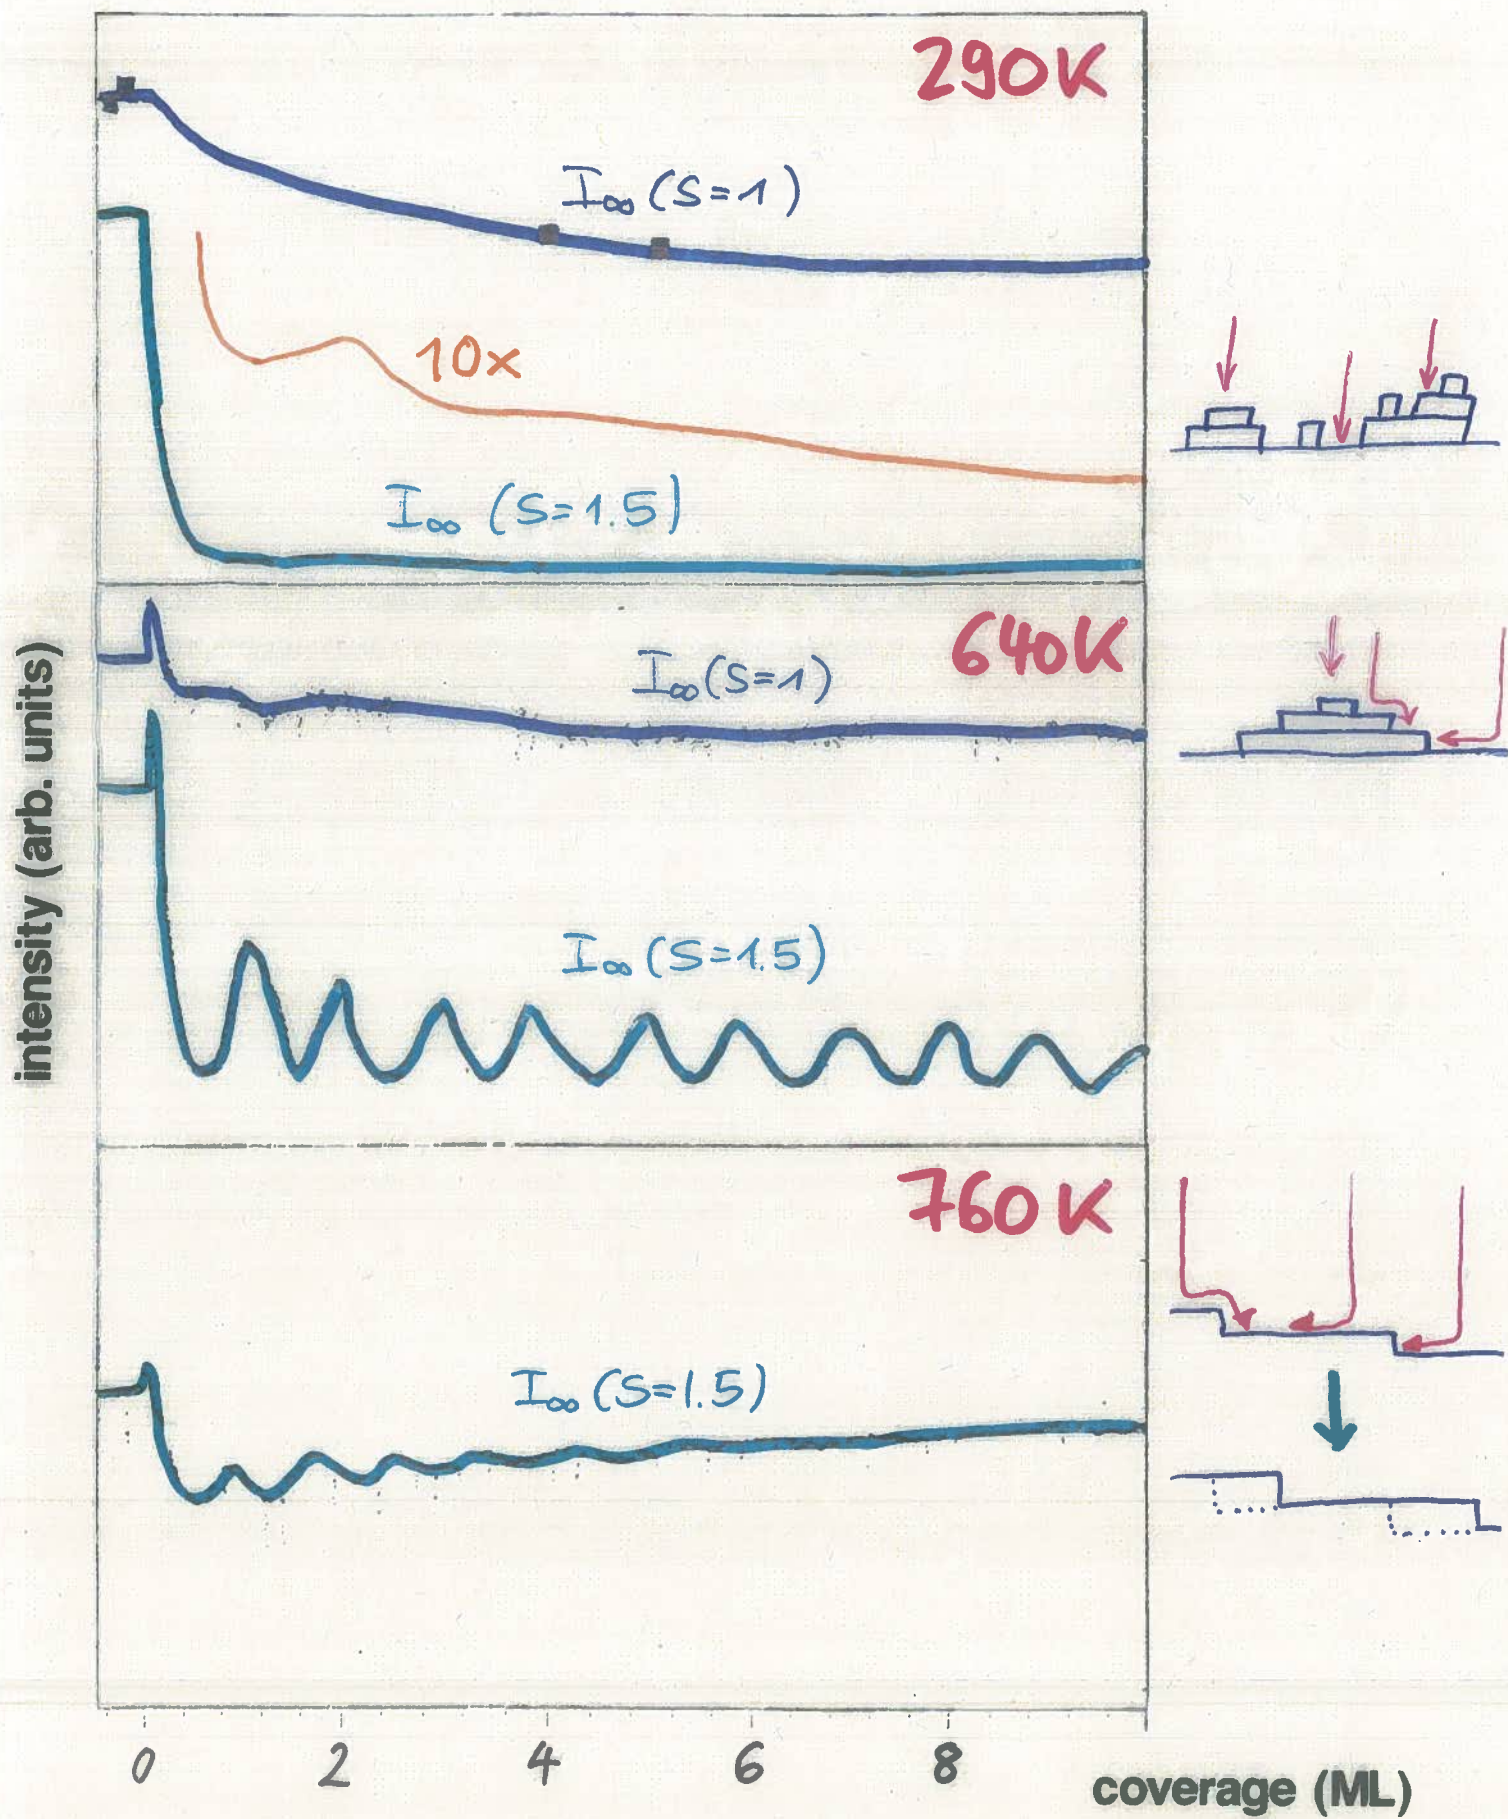 290K
I∞ (S=1)
10x
I∞ (S=1.5)
640K
I∞ (S=1)
I∞ (S=1.5)
intensity (arb. units)
760K
I∞ (S=1.5)
0 2 4 6 8
coverage (ML)